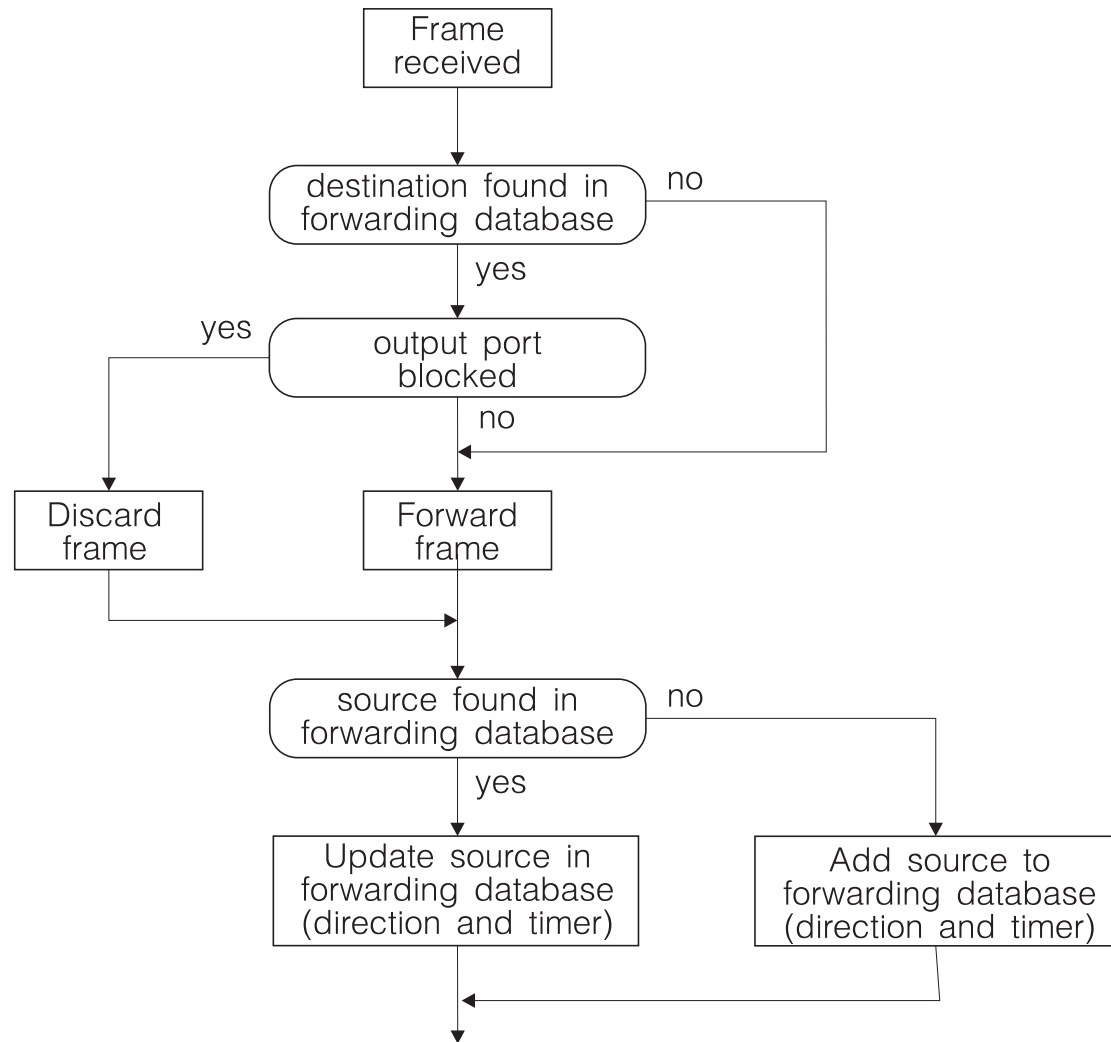 Frame
received
destination found in
forwarding database
no
yes
yes
output port
blocked
no
Discard
frame
Forward
frame
source found in
forwarding database
no
yes
Update source in
forwarding database
(direction and timer)
Add source to
forwarding database
(direction and timer)